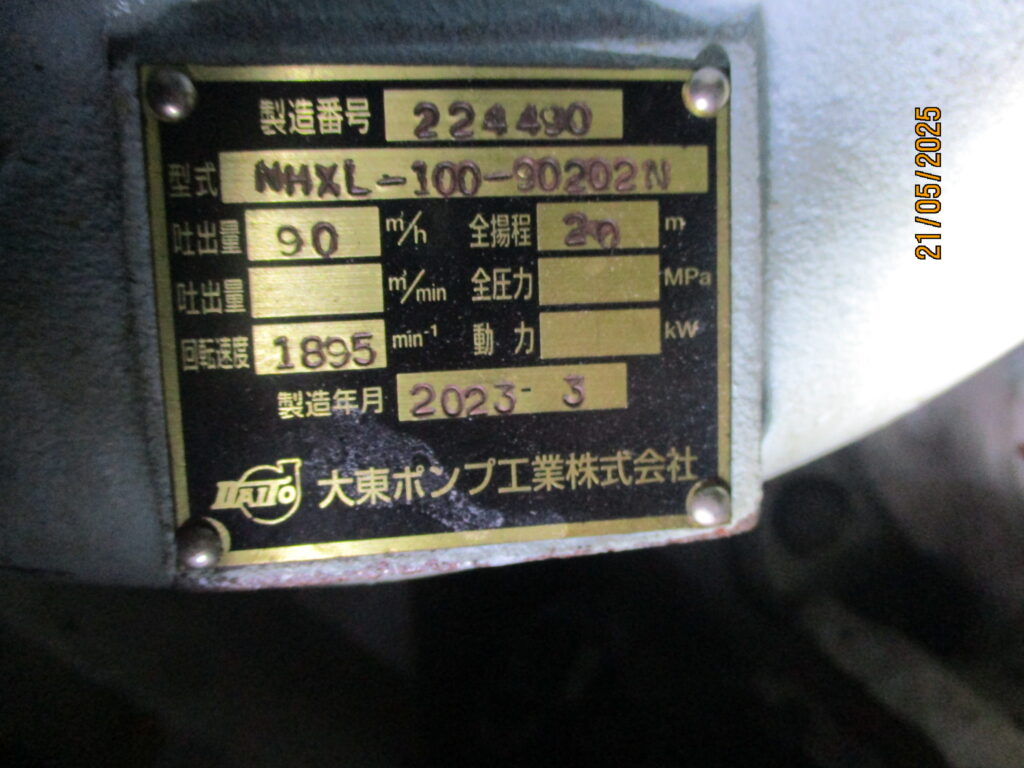 製造番号 224490
型式 NHXL-100-90202N
吐出量 90 m³/h 全揚程 20 m
吐出量 m³/min 全圧力 MPa
回転速度 1895 min⁻¹ 動力 kW
製造年月 2023-3
DAITO 大東ポンプ工業株式会社
21/05/2025